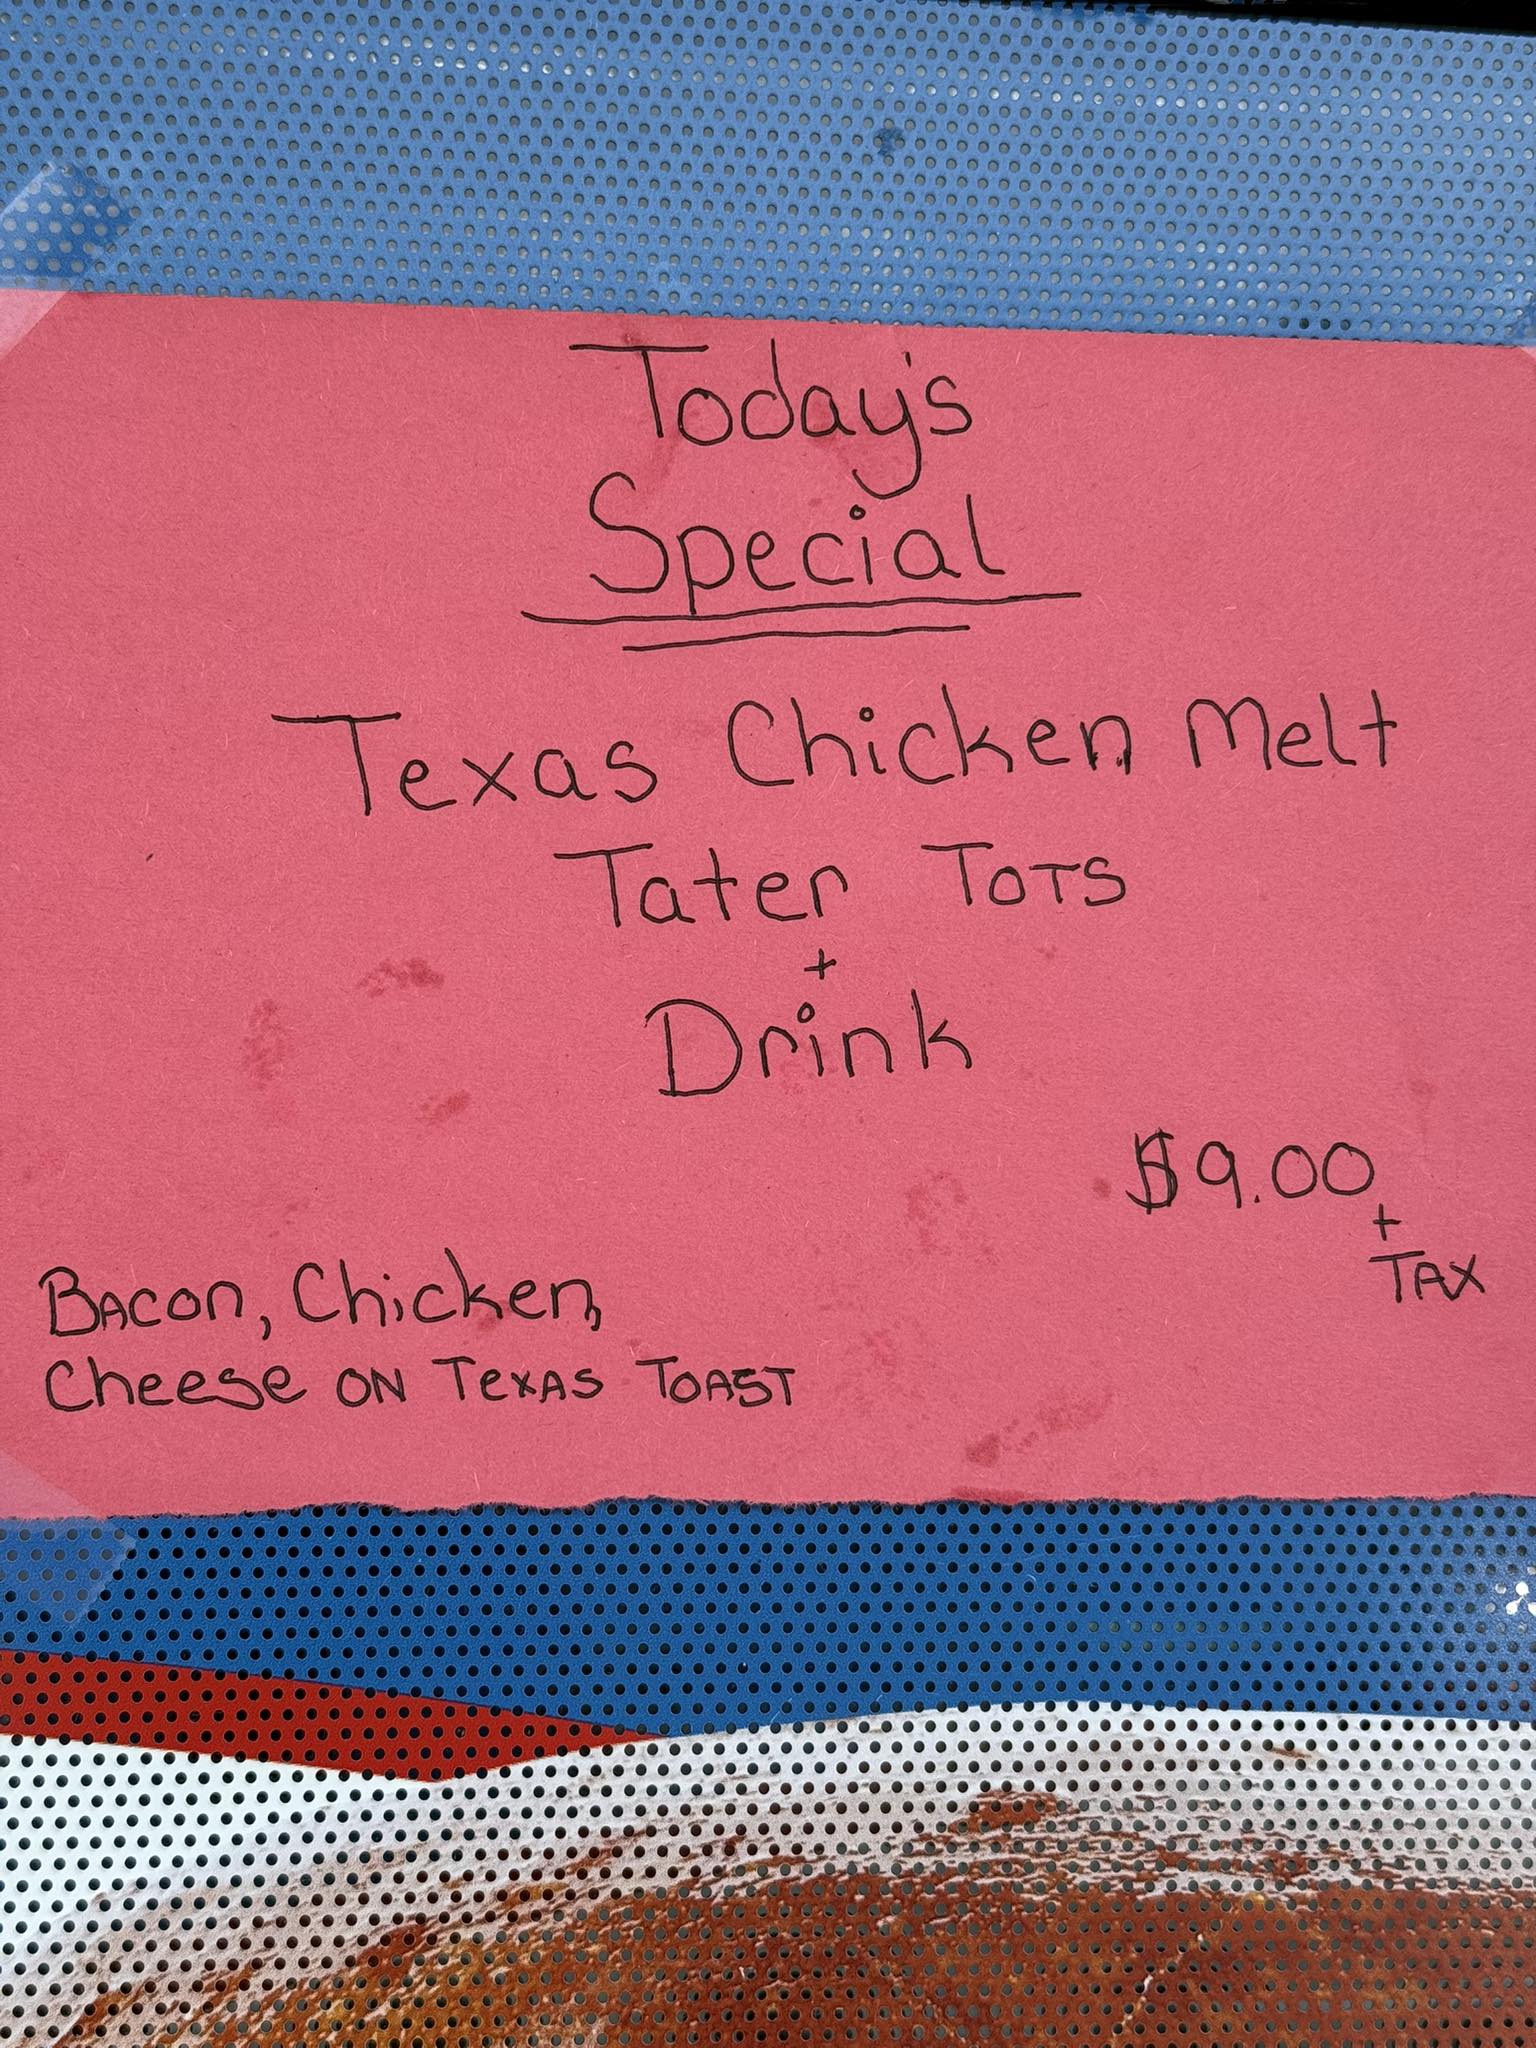 Today's
Special
Texas Chicken Melt
Tater Tots
+
Drink
$9.00
+
TAX
Bacon, Chicken,
Cheese ON Texas TOAST